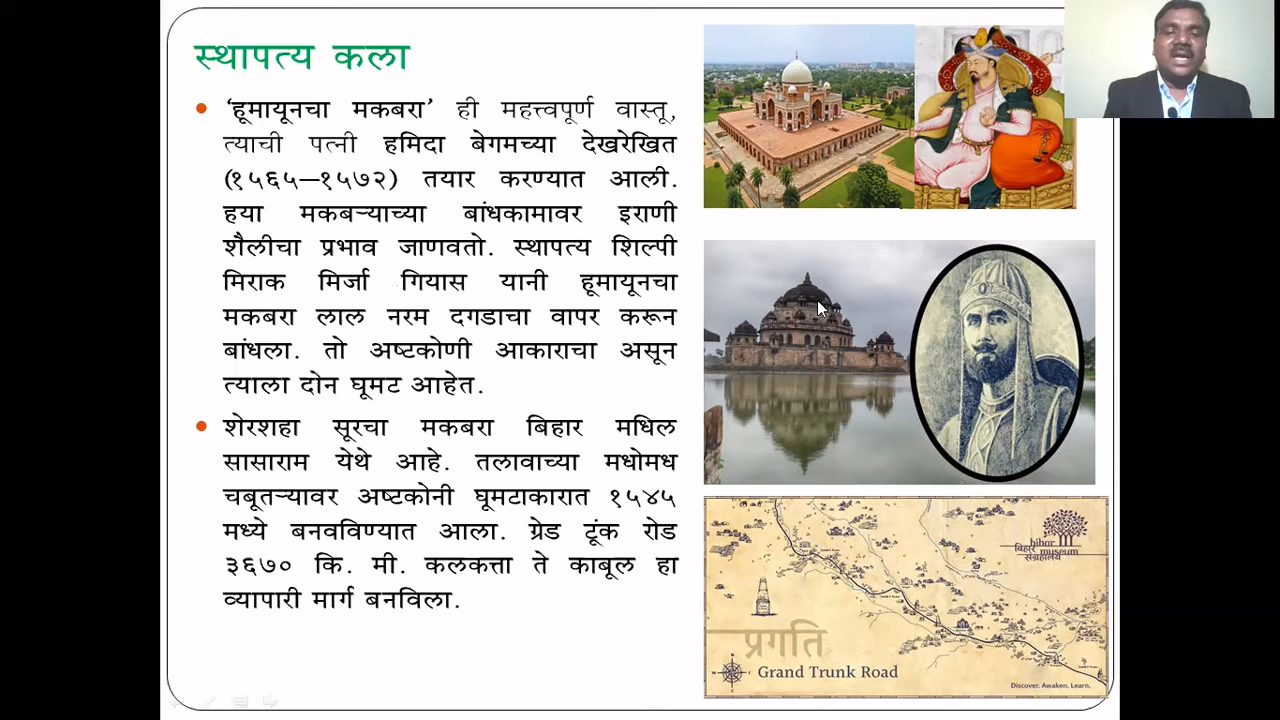 स्थापत्य कला
‘हूमायूनचा मकबरा’ ही महत्त्वपूर्ण वास्तू,
त्याची पत्नी हमिदा बेगमच्या देखरेखित
(१५६५–१५७२) तयार करण्यात आली.
हया मकबऱ्याच्या बांधकामावर इराणी
शैलीचा प्रभाव जाणवतो. स्थापत्य शिल्पी
मिराक मिर्जा गियास यानी हूमायूनचा
मकबरा लाल नरम दगडाचा वापर करून
बांधला. तो अष्टकोणी आकाराचा असून
त्याला दोन घूमट आहेत.
शेरशहा सूरचा मकबरा बिहार मधिल
सासाराम येथे आहे. तलावाच्या मधोमध
चबूतऱ्यावर अष्टकोनी घूमटाकारात १५४५
मध्ये बनवविण्यात आला. ग्रेड टूंक रोड
३६७० कि. मी. कलकत्ता ते काबूल हा
व्यापारी मार्ग बनविला.
bihar
बिहार museum
संग्रहालय
प्रगति
Grand Trunk Road
Discover. Awaken. Learn.